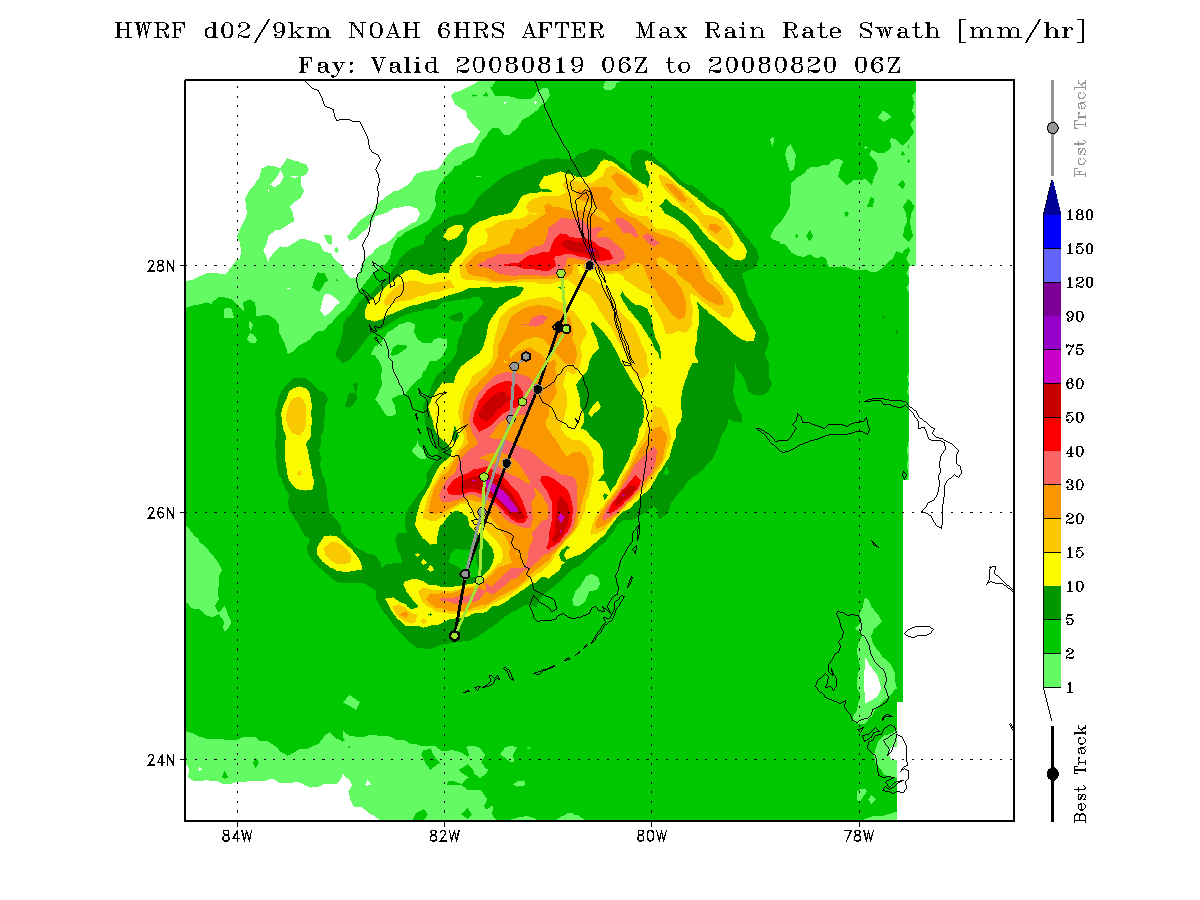 HWRF d02/9km NOAH 6HRS AFTER Max Rain Rate Swath [mm/hr]
Fay: Valid 20080819 06Z to 20080820 06Z
Fcst Track
180
150
120
90
75
60
50
40
30
20
15
10
5
2
1
Best Track
28N
26N
24N
84W
82W
80W
78W